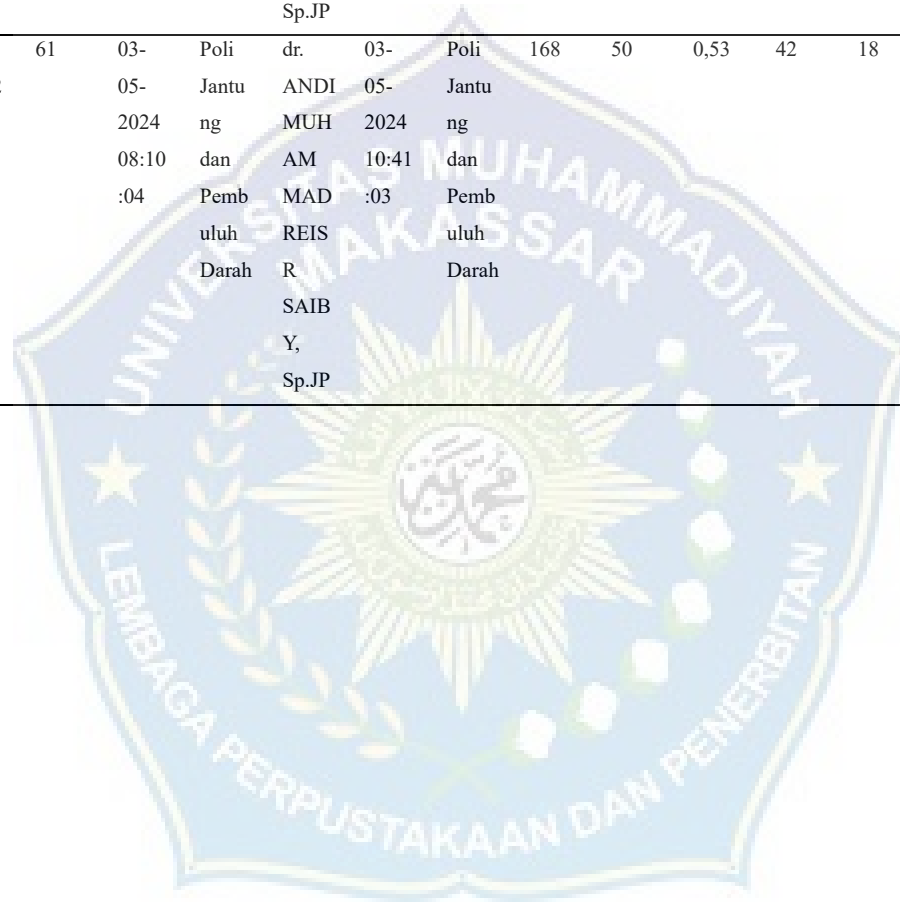 Sp.JP
61 03- Poli dr. 03- Poli 168 50 0,53 42 18
05- Jantu ANDI 05- Jantu
2024 ng MUH 2024 ng
08:10 dan AM 10:41 dan
:04 Pemb MAD :03 Pemb
uluh REIS uluh
Darah R Darah
SAIB
Y,
Sp.JP
UNIVERSITAS MUHAMMADIYAH
MAKASSAR
LEMBAGA PERPUSTAKAAN DAN PENERBITAN